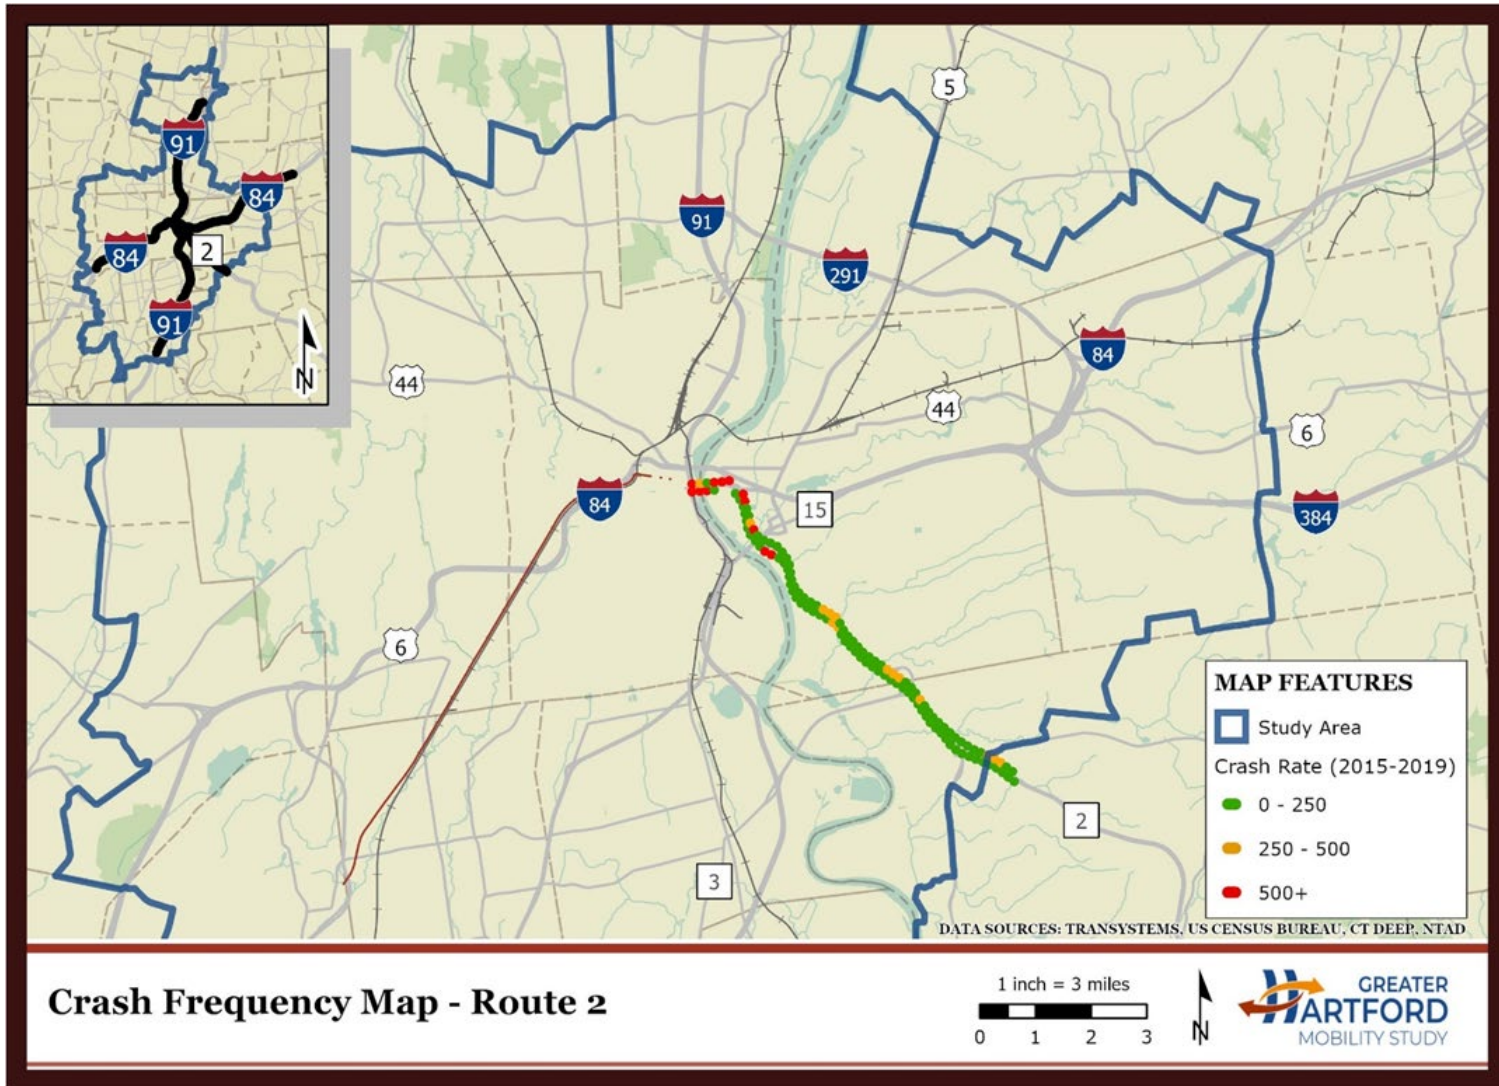 91
84
84
2
91
N
5
91
291
84
44
44
6
84
15
384
6
2
3
MAP FEATURES
Study Area
Crash Rate (2015-2019)
0 - 250
250 - 500
500+
DATA SOURCES: TRANSYSTEMS, US CENSUS BUREAU, CT DEEP, NTAD
Crash Frequency Map - Route 2
1 inch = 3 miles
0 1 2 3
N
GREATER
HARTFORD
MOBILITY STUDY